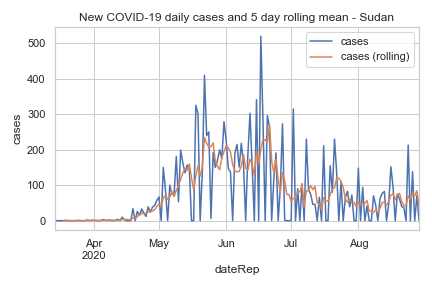 New COVID-19 daily cases and 5 day rolling mean - Sudan
cases
cases (rolling)
500
400
300
200
100
0
cases
Apr
2020
May
Jun
Jul
Aug
dateRep